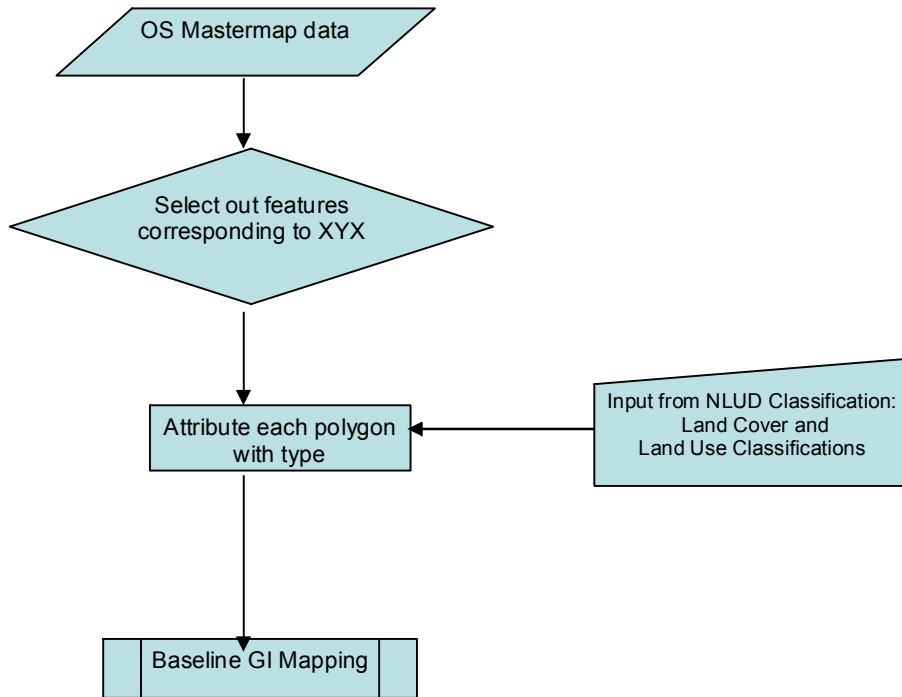 OS Mastermap data
Select out features
corresponding to XYX
Attribute each polygon
with type
Input from NLUD Classification:
Land Cover and
Land Use Classifications
Baseline GI Mapping